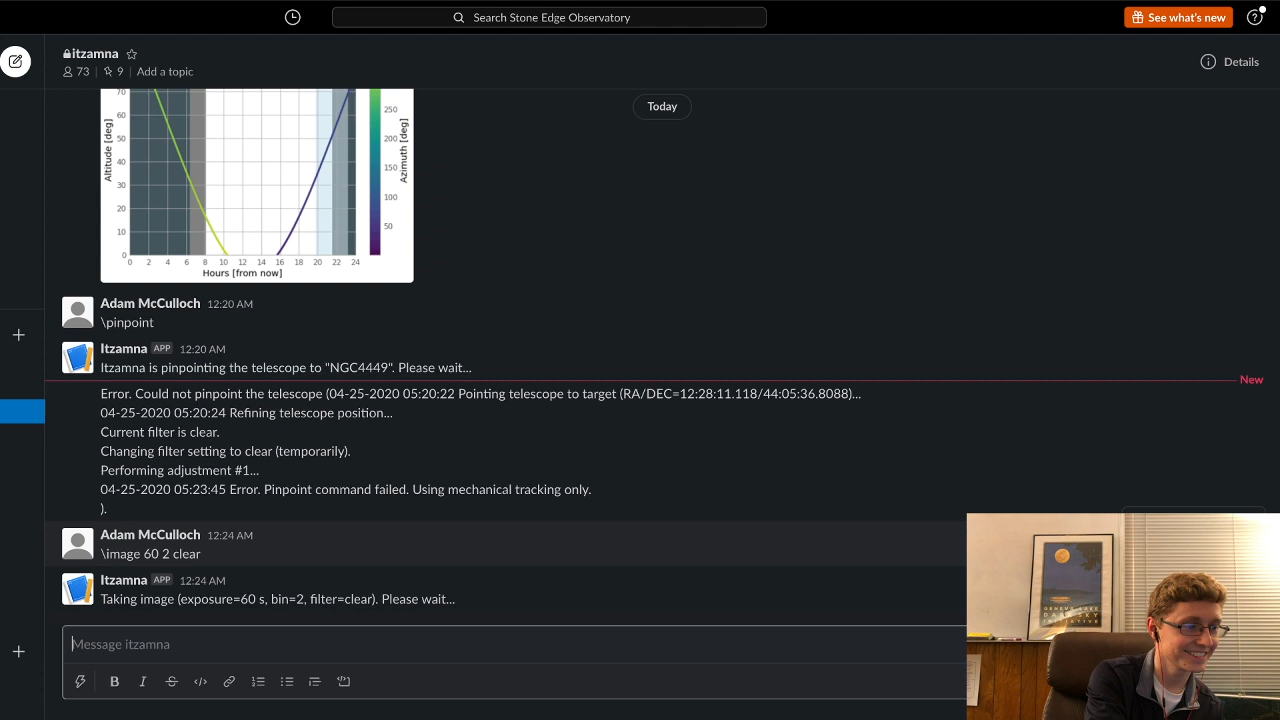 Search Stone Edge Observatory
See what's new
itzamna
73 | 9 | Add a topic
Details
Today
70
60
50
40
30
20
10
0
Altitude [deg]
0 2 4 6 8 10 12 14 16 18 20 22 24
Hours [from now]
250
200
150
100
50
Azimuth [deg]
Adam McCulloch 12:20 AM
\pinpoint
Itzamna APP 12:20 AM
Itzamna is pinpointing the telescope to "NGC4449". Please wait...
New
Error. Could not pinpoint the telescope (04-25-2020 05:20:22 Pointing telescope to target (RA/DEC=12:28:11.118/44:05:36.8088)...
04-25-2020 05:20:24 Refining telescope position...
Current filter is clear.
Changing filter setting to clear (temporarily).
Performing adjustment #1...
04-25-2020 05:23:45 Error. Pinpoint command failed. Using mechanical tracking only.
).
Adam McCulloch 12:24 AM
\image 60 2 clear
Itzamna APP 12:24 AM
Taking image (exposure=60 s, bin=2, filter=clear). Please wait...
Message itzamna
GENEVA LAKE
DARK SKY
INITIATIVE